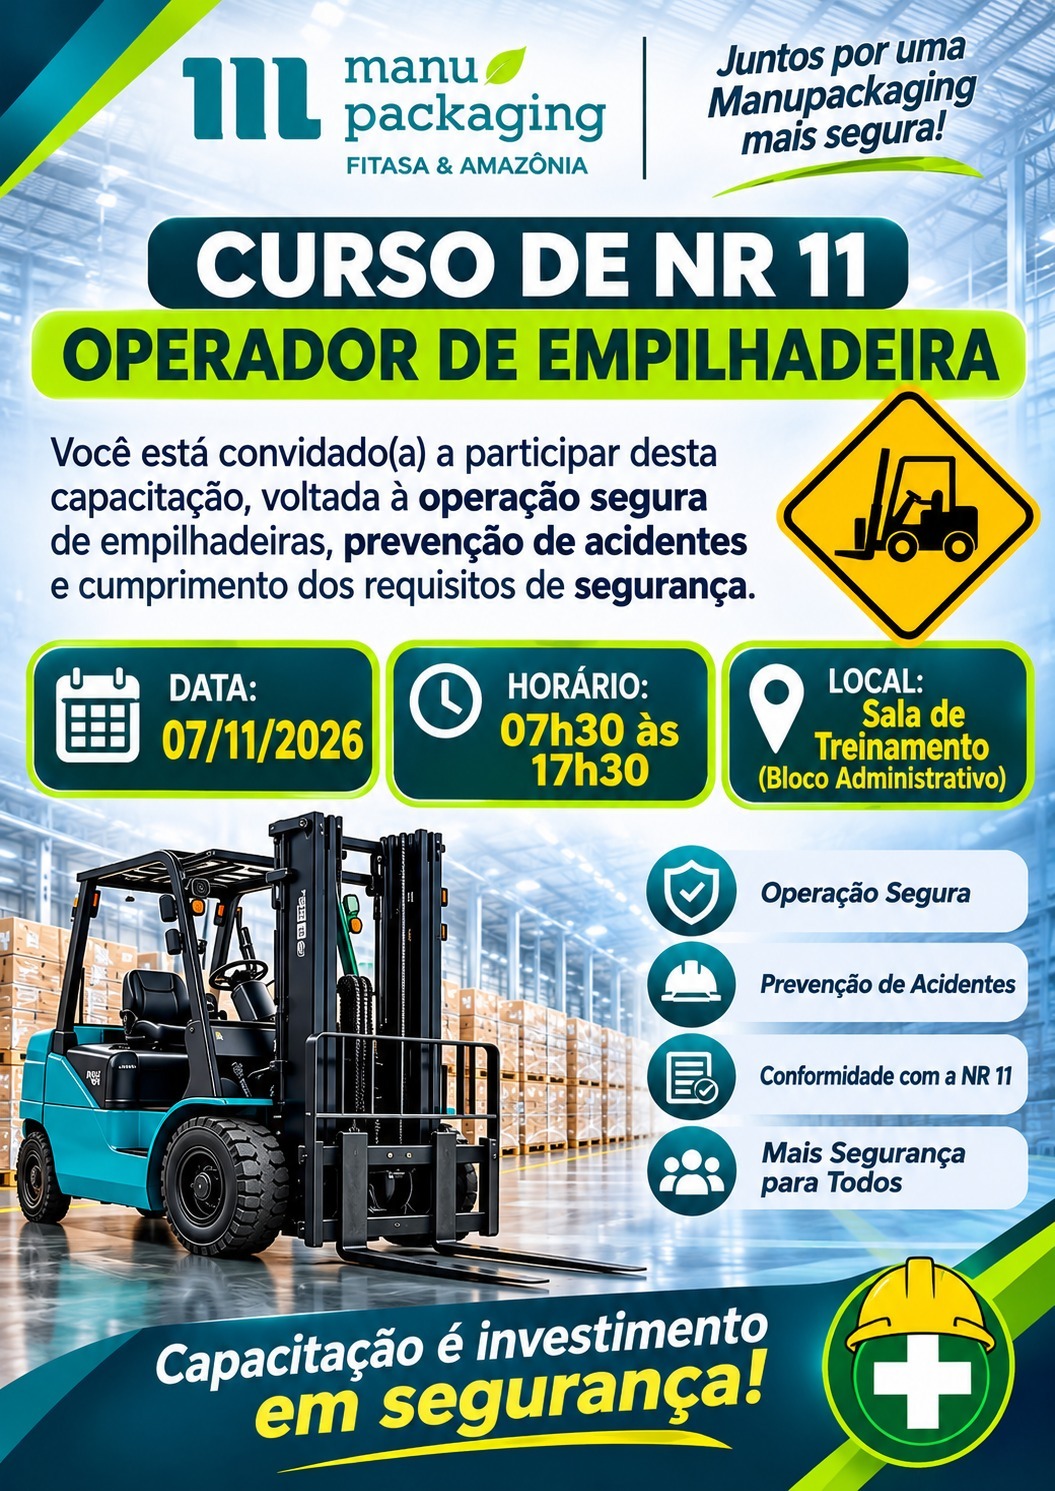 m
manu
packaging
FITASA & AMAZÔNIA
Juntos por uma
Manupackaging
mais segura!
CURSO DE NR 11
OPERADOR DE EMPILHADEIRA
Você está convidado(a) a participar desta
capacitação, voltada à operação segura
de empilhadeiras, prevenção de acidentes
e cumprimento dos requisitos de segurança.
DATA:
07/11/2026
HORÁRIO:
07h30 às
17h30
LOCAL:
Sala de
Treinamento
(Bloco Administrativo)
Operação Segura
Prevenção de Acidentes
Conformidade com a NR 11
Mais Segurança
para Todos
Capacitação é investimento
em segurança!